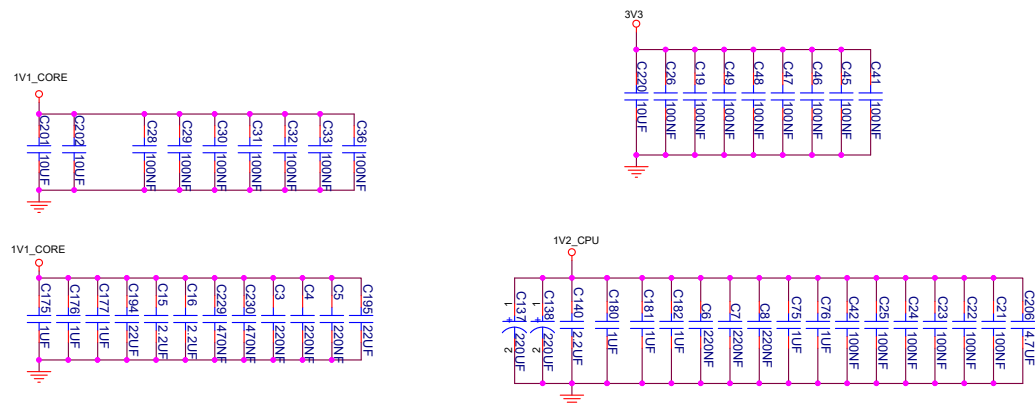 3V3
C220 10UF
C26 100NF
C19 100NF
C49 100NF
C48 100NF
C47 100NF
C46 100NF
C45 100NF
C41 100NF
1V1_CORE
C201 10UF
C202 10UF
C28 100NF
C29 100NF
C30 100NF
C31 100NF
C32 100NF
C33 100NF
C36 100NF
1V1_CORE
C175 1UF
C176 1UF
C177 1UF
C194 22UF
C15 2.2UF
C16 2.2UF
C229 470NF
C230 470NF
C3 220NF
C4 220NF
C5 220NF
C195 22UF
1V2_CPU
1 + 2 C137 220UF
1 + 2 C138 220UF
C140 2.2UF
C180 1UF
C181 1UF
C182 1UF
C6 220NF
C7 220NF
C8 220NF
C75 1UF
C76 1UF
C42 100NF
C25 100NF
C24 100NF
C23 100NF
C22 100NF
C21 100NF
C206 4.7UF